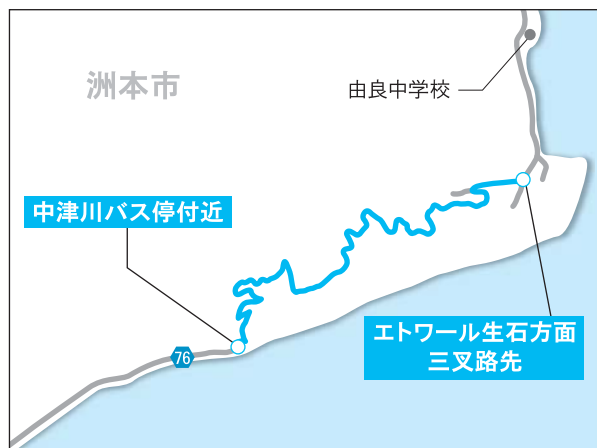 洲本市
由良中学校
中津川バス停付近
エトワール生石方面
三叉路先
76